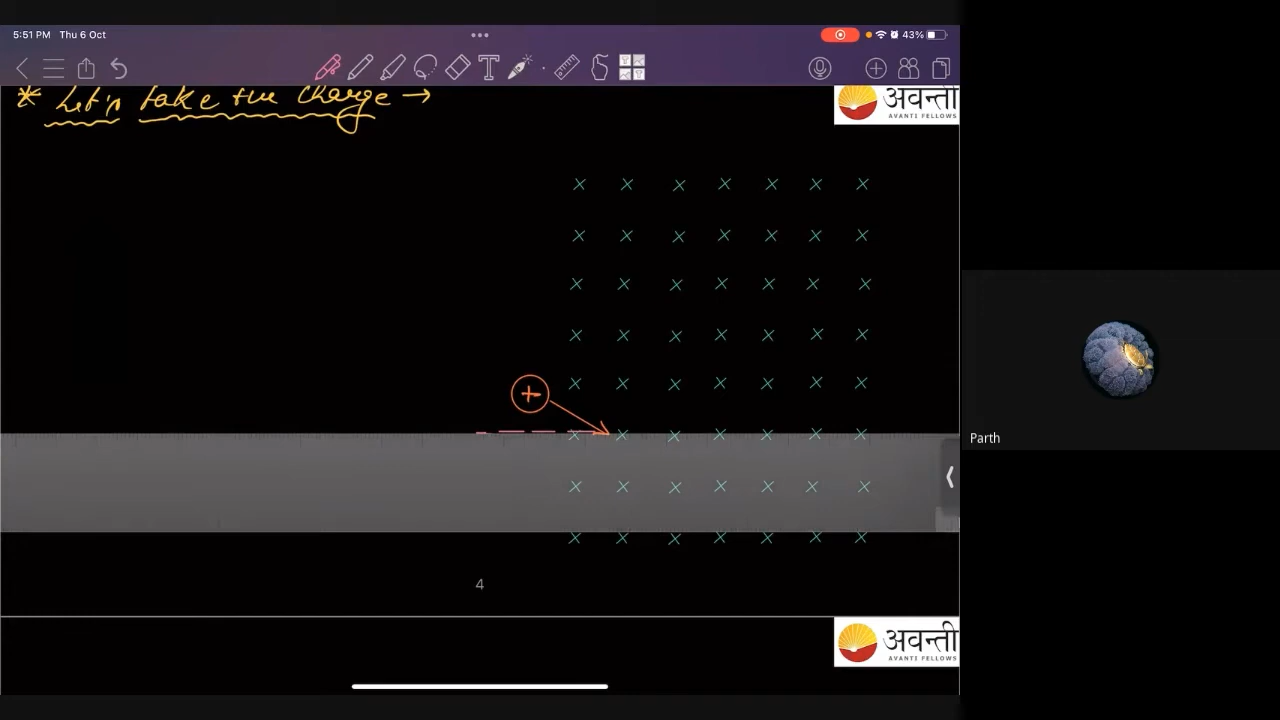 5:51 PM Thu 6 Oct
43%
* Let's take the charge →
अवन्ती
AVANTI FELLOWS
× × × × × × ×
× × × × × × ×
× × × × × × ×
× × × × × × ×
+
× × × × × × ×
× × × × × × ×
× × × × × × ×
× × × × × × ×
Parth
4
अवन्ती
AVANTI FELLOWS